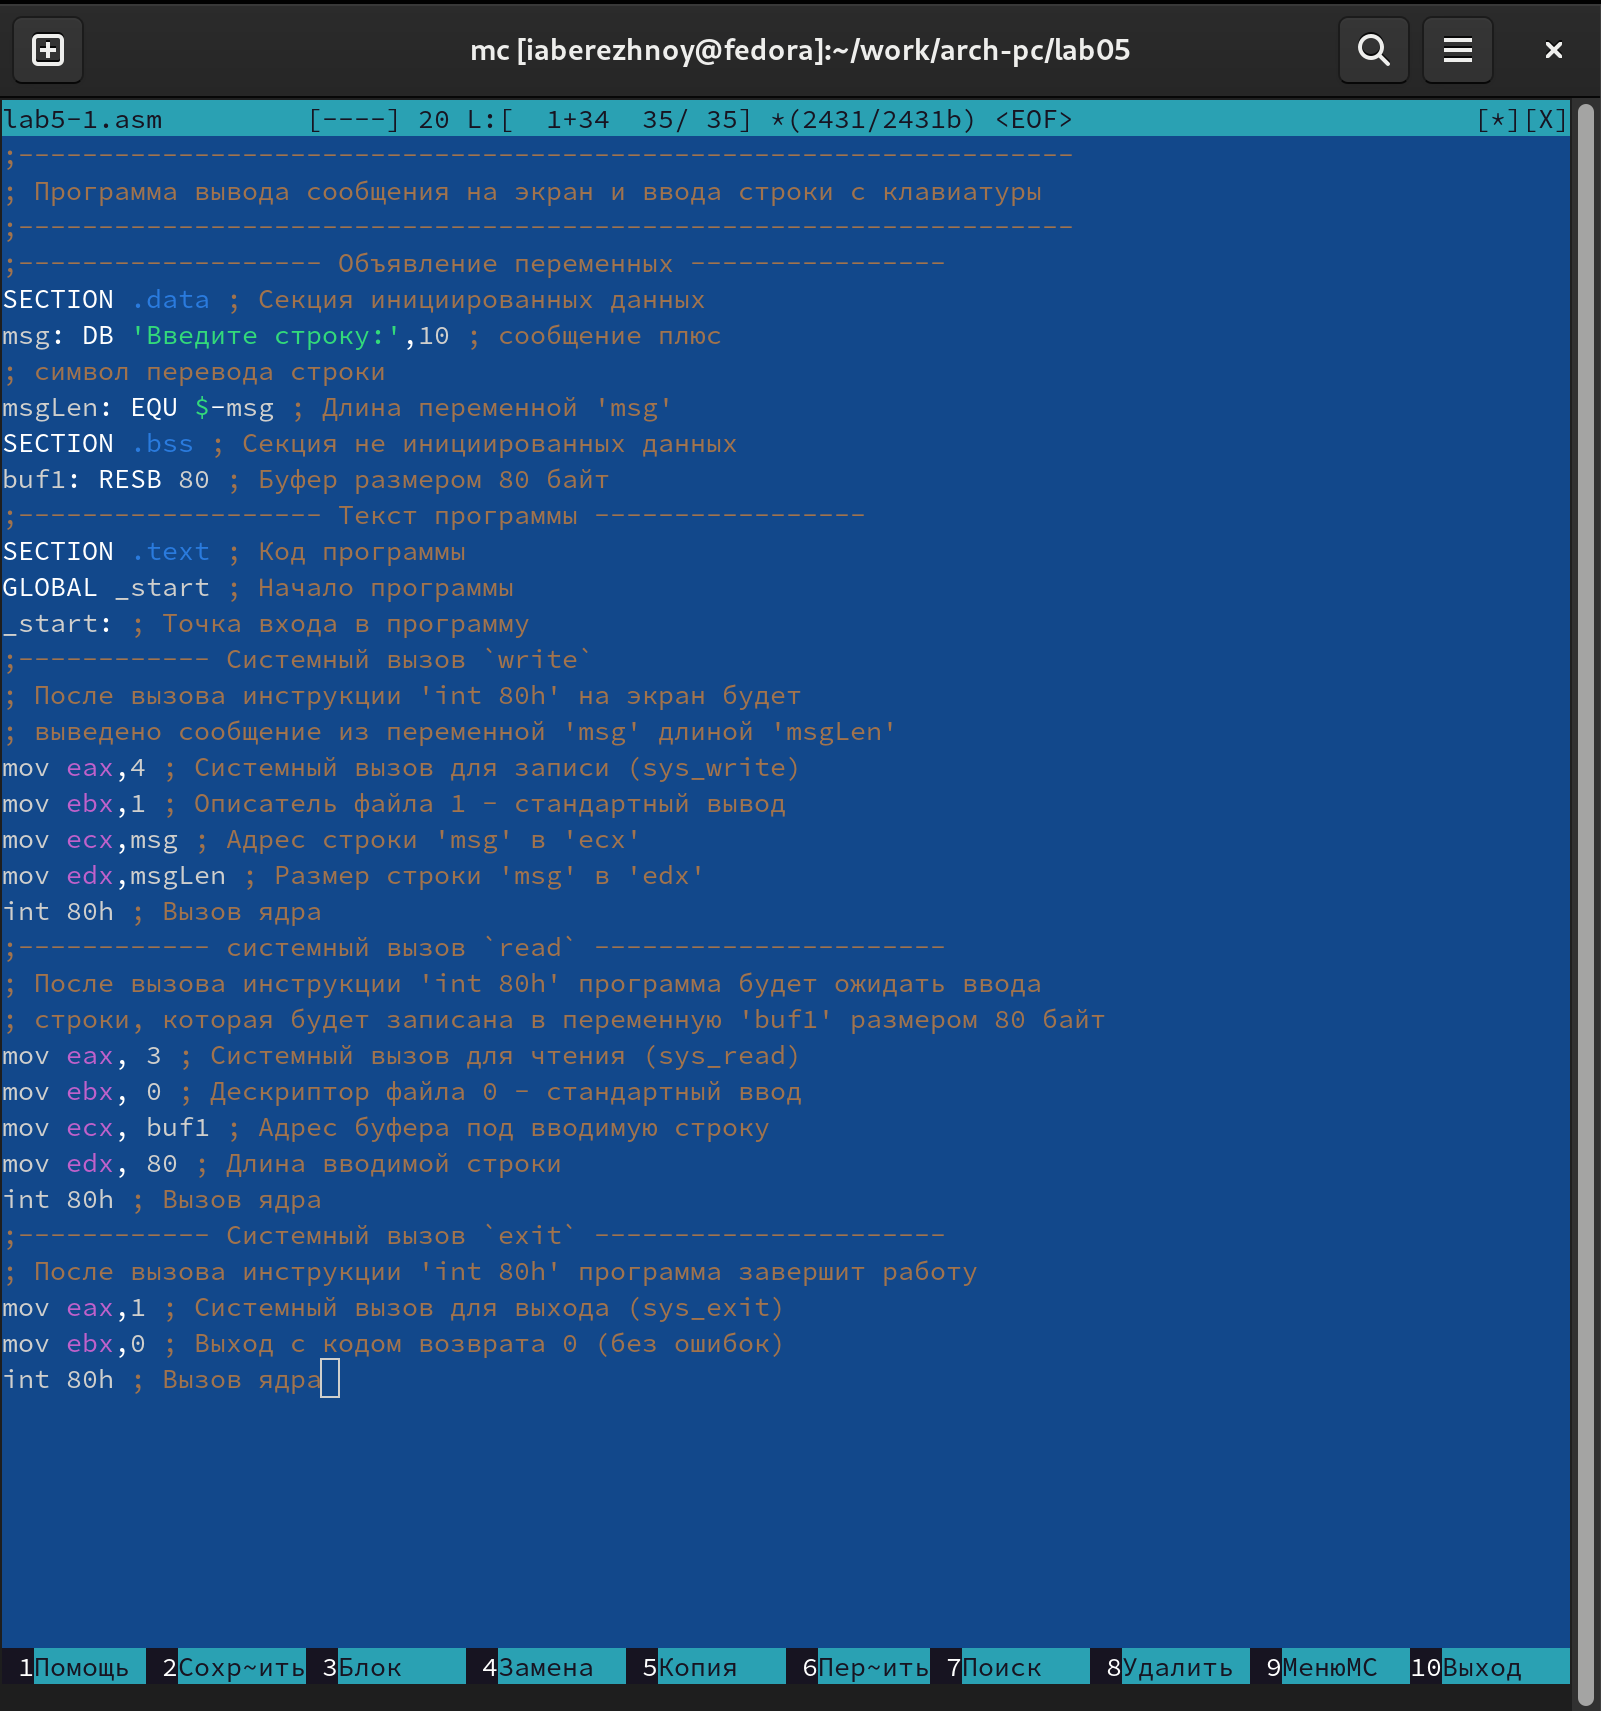 mc [iaberezhnoy@fedora]:~/work/arch-pc/lab05
lab5-1.asm         [----] 20 L:[  1+34  35/ 35] *(2431/2431b) <EOF>                         [*][X]
;------------------------------------------------------------------
; Программа вывода сообщения на экран и ввода строки с клавиатуры
;------------------------------------------------------------------
;------------------- Объявление переменных ----------------
SECTION .data ; Секция инициированных данных
msg: DB 'Введите строку:',10 ; сообщение плюс
; символ перевода строки
msgLen: EQU $-msg ; Длина переменной 'msg'
SECTION .bss ; Секция не инициированных данных
buf1: RESB 80 ; Буфер размером 80 байт
;------------------- Текст программы -----------------
SECTION .text ; Код программы
GLOBAL _start ; Начало программы
_start: ; Точка входа в программу
;------------ Системный вызов `write`
; После вызова инструкции 'int 80h' на экран будет
; выведено сообщение из переменной 'msg' длиной 'msgLen'
mov eax,4 ; Системный вызов для записи (sys_write)
mov ebx,1 ; Описатель файла 1 - стандартный вывод
mov ecx,msg ; Адрес строки 'msg' в 'ecx'
mov edx,msgLen ; Размер строки 'msg' в 'edx'
int 80h ; Вызов ядра
;------------ системный вызов `read` ----------------------
; После вызова инструкции 'int 80h' программа будет ожидать ввода
; строки, которая будет записана в переменную 'buf1' размером 80 байт
mov eax, 3 ; Системный вызов для чтения (sys_read)
mov ebx, 0 ; Дескриптор файла 0 - стандартный ввод
mov ecx, buf1 ; Адрес буфера под вводимую строку
mov edx, 80 ; Длина вводимой строки
int 80h ; Вызов ядра
;------------ Системный вызов `exit` ----------------------
; После вызова инструкции 'int 80h' программа завершит работу
mov eax,1 ; Системный вызов для выхода (sys_exit)
mov ebx,0 ; Выход с кодом возврата 0 (без ошибок)
int 80h ; Вызов ядра
1Помощь 2Сохр~ить 3Блок 4Замена 5Копия 6Пер~ить 7Поиск 8Удалить 9МенюMC 10Выход